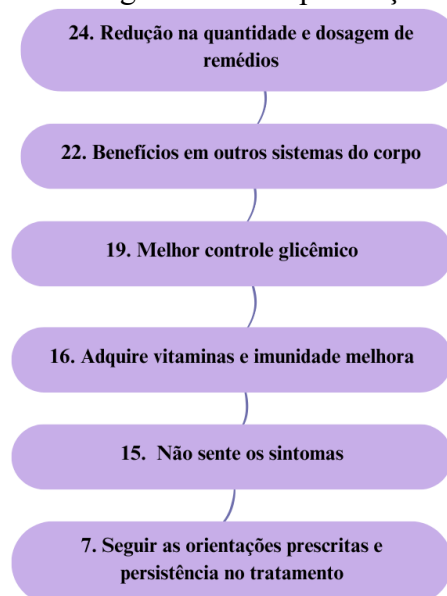 24. Redução na quantidade e dosagem de
remédios
22. Benefícios em outros sistemas do corpo
19. Melhor controle glicêmico
16. Adquire vitaminas e imunidade melhora
15. Não sente os sintomas
7. Seguir as orientações prescritas e
persistência no tratamento